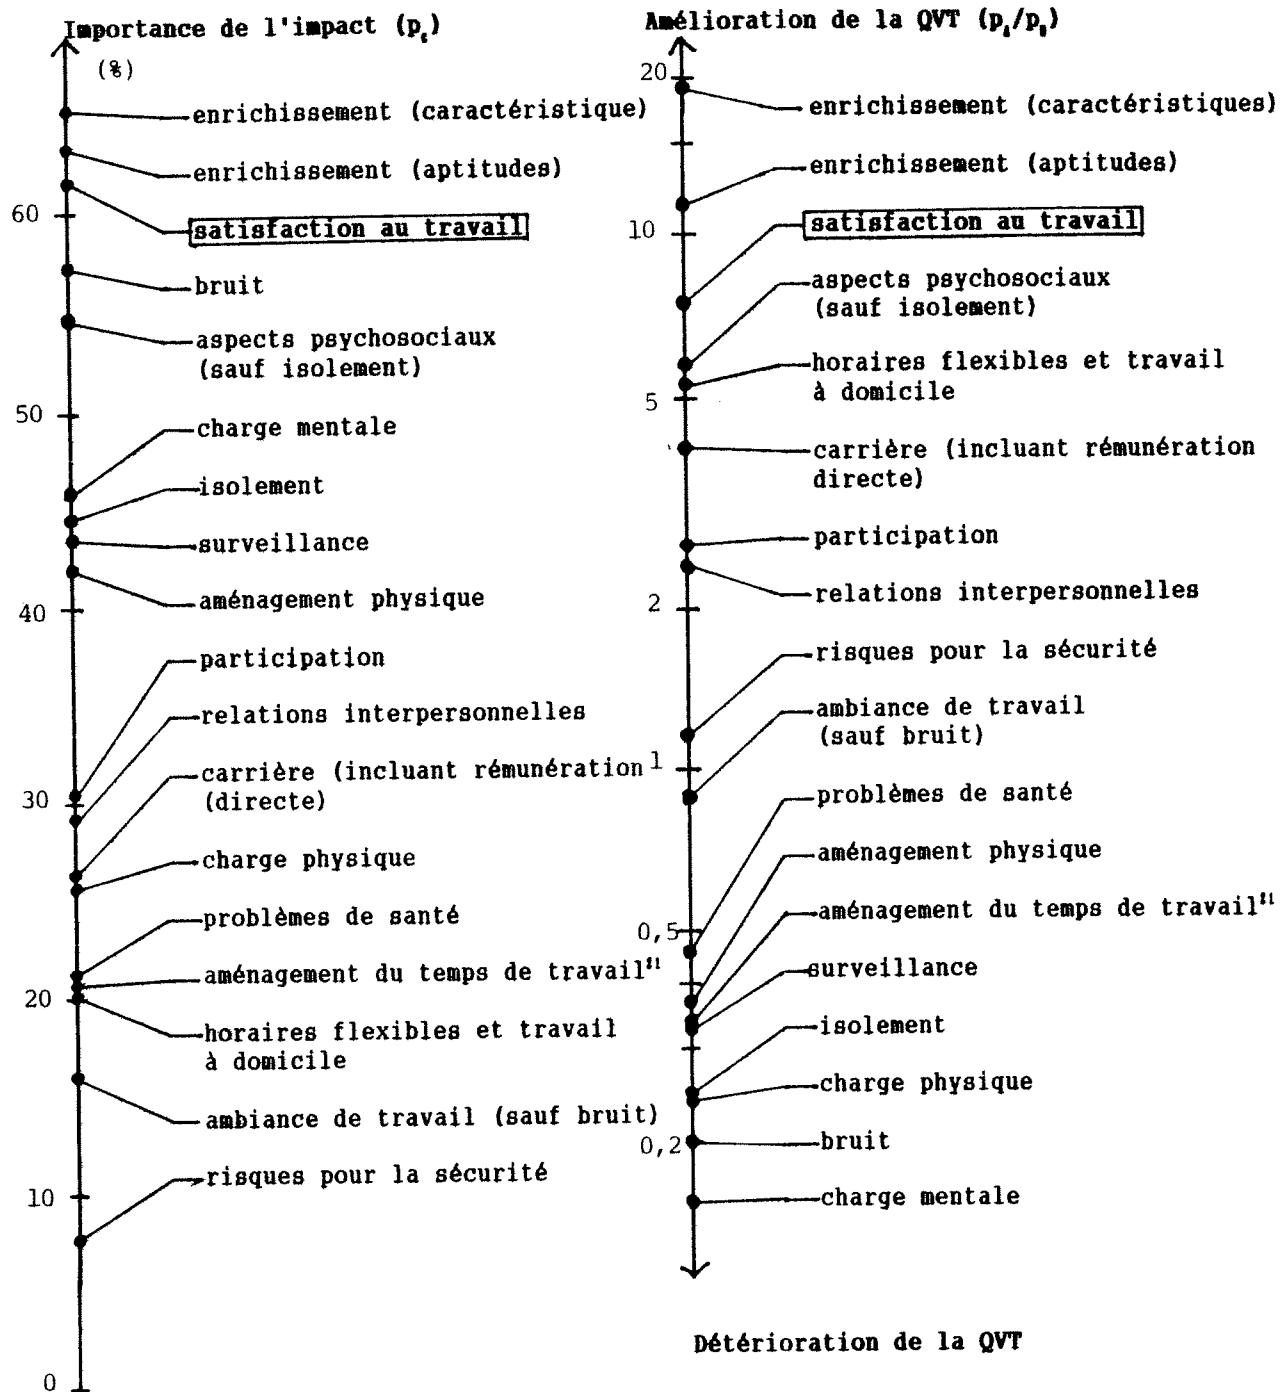 Importance de l'impact (p꜀)
(%)
enrichissement (caractéristique)
enrichissement (aptitudes)
60
satisfaction au travail
bruit
aspects psychosociaux
(sauf isolement)
50
charge mentale
isolement
surveillance
aménagement physique
40
participation
relations interpersonnelles
carrière (incluant rémunération
(directe)
30
charge physique
problèmes de santé
aménagement du temps de travail
20
horaires flexibles et travail
à domicile
ambiance de travail (sauf bruit)
risques pour la sécurité
10
0
Amélioration de la QVT
20
enrichissement (caractéristiques)
enrichissement (aptitudes)
10
satisfaction au travail
aspects psychosociaux
(sauf isolement)
horaires flexibles et travail
à domicile
5
carrière (incluant rémunération
directe)
participation
relations interpersonnelles
2
risques pour la sécurité
ambiance de travail
(sauf bruit)
1
problèmes de santé
aménagement physique
aménagement du temps de travail
0,5
surveillance
isolement
charge physique
bruit
0,2
charge mentale
Détérioration de la QVT